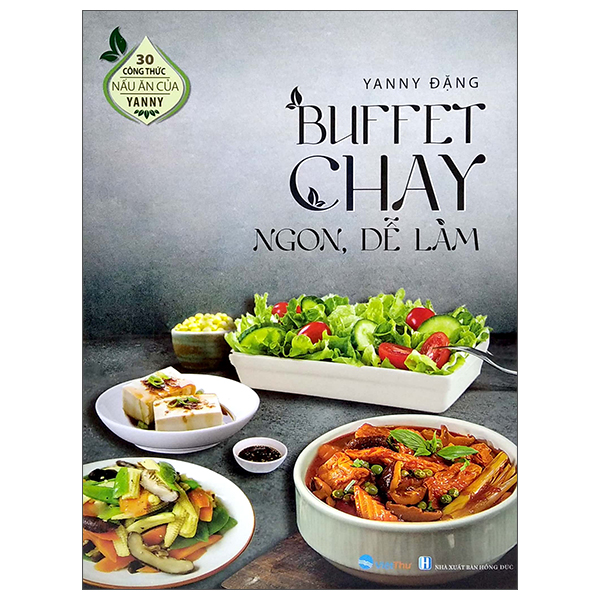 30
CÔNG THỨC
NẤU ĂN CỦA
YANNY
YANNY ĐẶNG
BUFFET
CHAY
NGON, DỄ LÀM
NHÀ XUẤT BẢN HỒNG ĐỨC